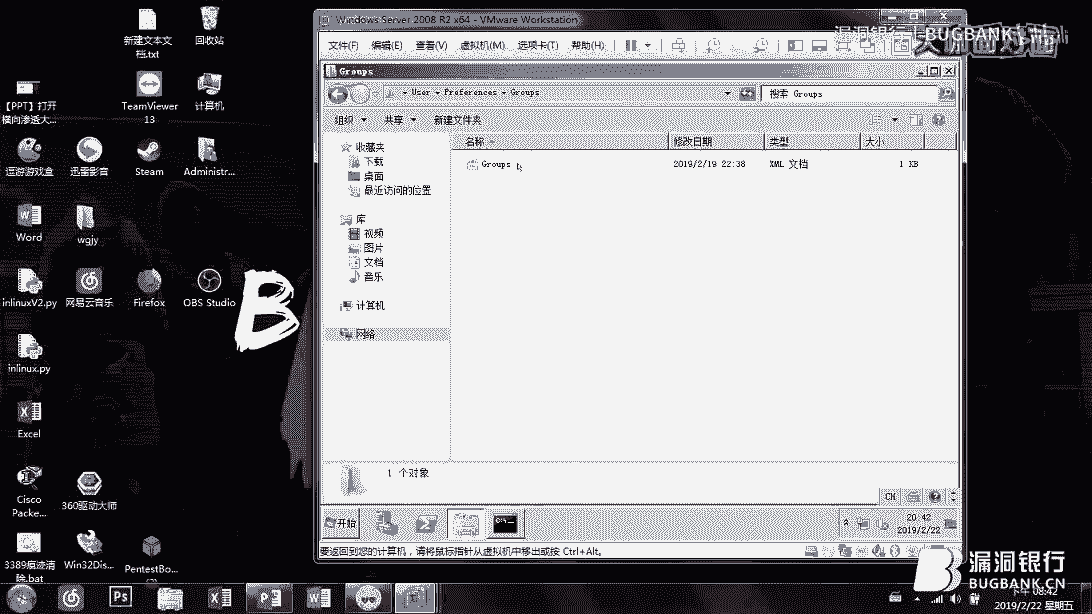 新建文本文
档.txt
回收站
【PPT】打开
横向渗透大...
TeamViewer
13
计算机
逗游游戏盒
迅雷影音
Steam
Administr...
Word
wgjy
inlinuxV2.py
网易云音乐
Firefox
OBS Studio
inlinux.py
Excel
Cisco
Packe...
360驱动大师
3389痕迹清
除.bat
Win32Dis...
PentestBo...
B
Windows Server 2008 R2 x64 - VMware Workstation
文件(F) 编辑(E) 查看(V) 虚拟机(M) 选项卡(T) 帮助(H)
漏洞银行 BUGBANK.cn
Groups
User Preferences Groups
搜索 Groups
组织 共享 新建文件夹
名称 修改日期 类型 大小
Groups 2019/2/19 22:38 XML 文档 1 KB
收藏夹
下载
桌面
最近访问的位置
库
视频
图片
文档
音乐
计算机
网络
1 个对象
CH
开始
20:42
2019/2/22
要返回到您的计算机，请将鼠标指针从虚拟机中移出或按 Ctrl+Alt。
漏洞银行
BUGBANK.CN
下午 08:42
2019/2/22 星期五